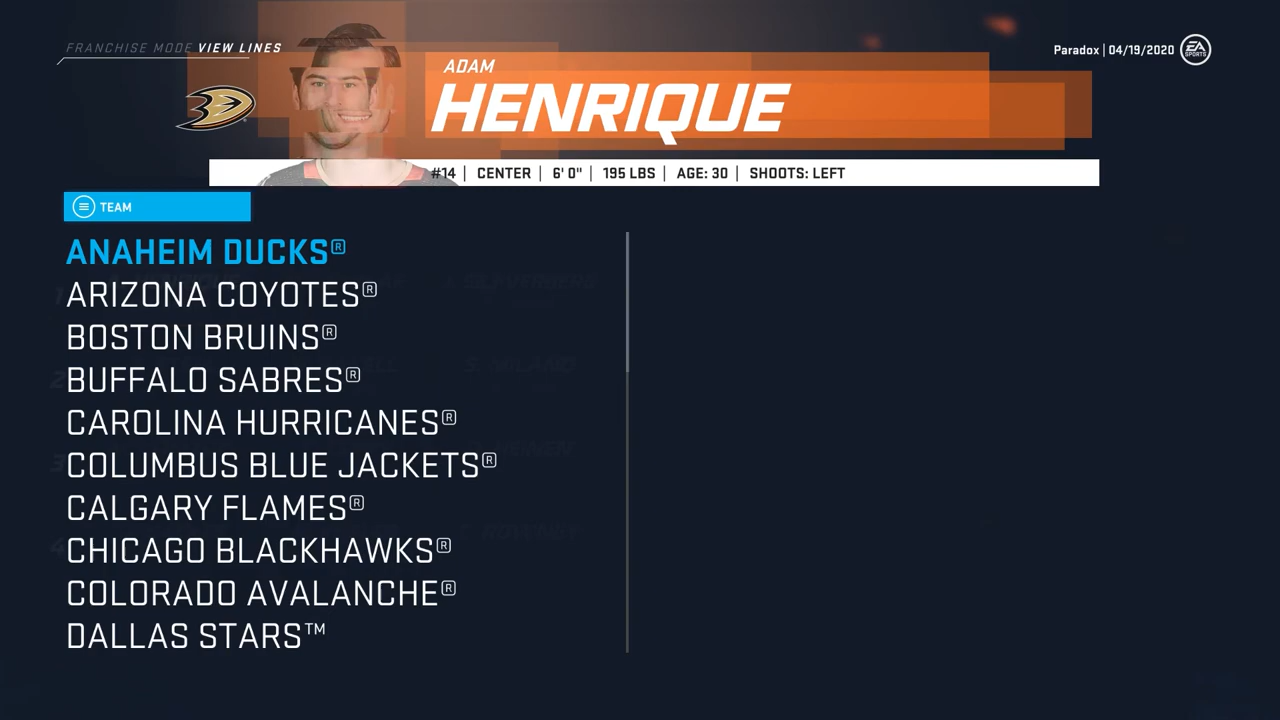 FRANCHISE MODE VIEW LINES
Paradox | 04/19/2020
EA SPORTS
ADAM
HENRIQUE
#14 | CENTER | 6' 0" | 195 LBS | AGE: 30 | SHOOTS: LEFT
TEAM
ANAHEIM DUCKS®
ARIZONA COYOTES®
BOSTON BRUINS®
BUFFALO SABRES®
CAROLINA HURRICANES®
COLUMBUS BLUE JACKETS®
CALGARY FLAMES®
CHICAGO BLACKHAWKS®
COLORADO AVALANCHE®
DALLAS STARS™